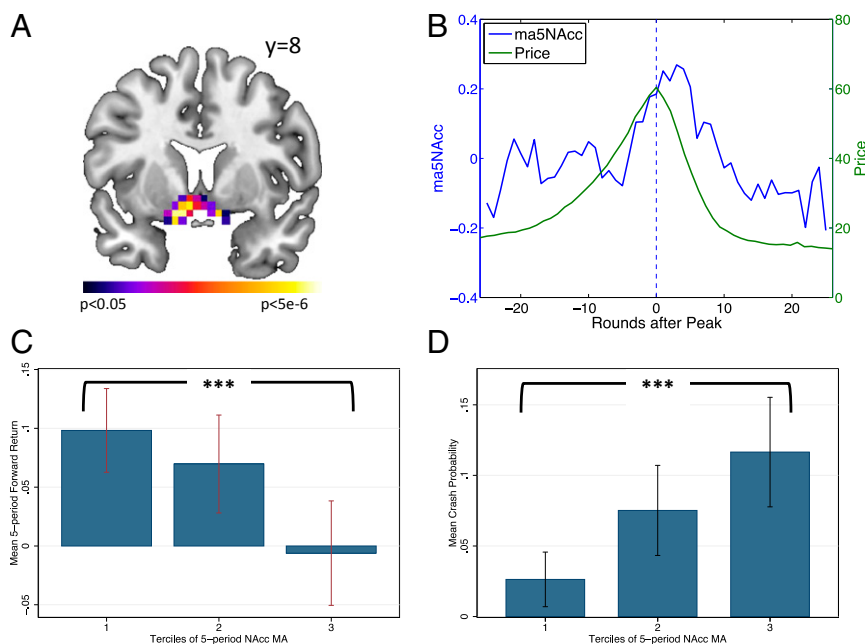 A
y=8
p<0.05
p<5e-6
B
ma5NAcc
Price
0.4
0.2
0
−0.2
−0.4
ma5NAcc
80
60
40
20
0
Price
−20
−10
0
10
20
Rounds after Peak
C
***
.15
.1
.05
0
−.05
Mean 5−period Forward Return
1
2
3
Terciles of 5−period NAcc MA
D
***
.15
.1
.05
0
Mean Crash Probability
1
2
3
Terciles of 5−period NAcc MA